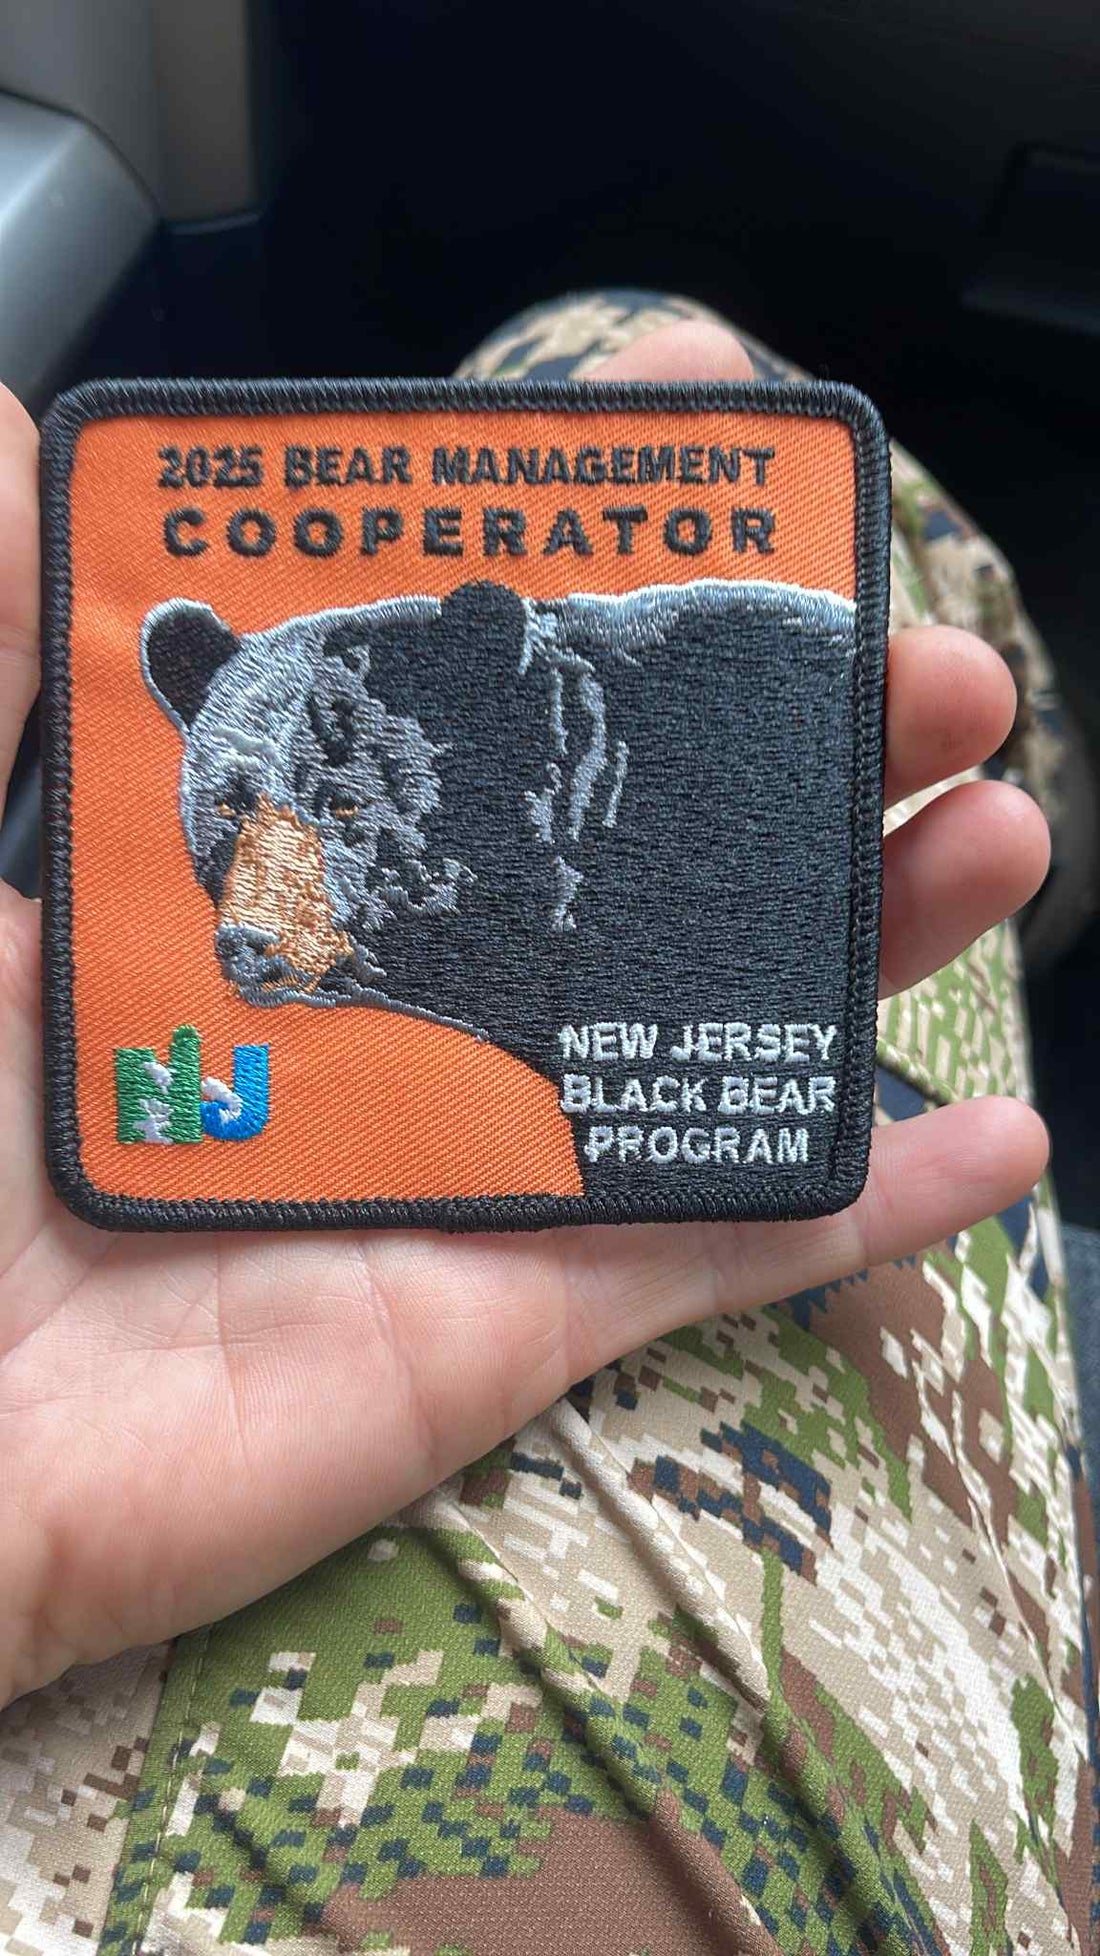 2025 BEAR MANAGEMENT
COOPERATOR
NEW JERSEY
BLACK BEAR
PROGRAM
NJ